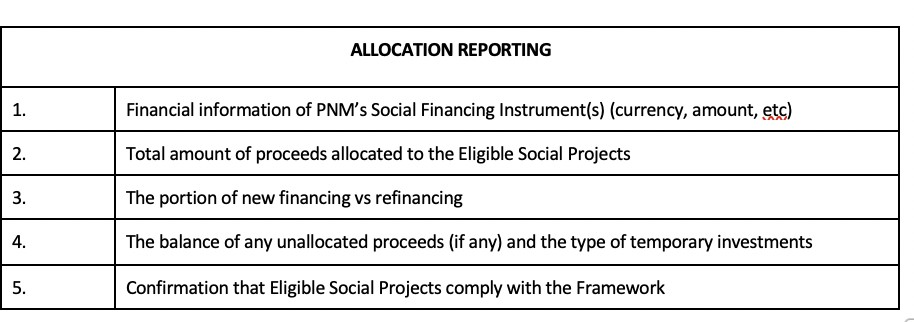 ALLOCATION REPORTING
1. Financial information of PNM’s Social Financing Instrument(s) (currency, amount, etc)
2. Total amount of proceeds allocated to the Eligible Social Projects
3. The portion of new financing vs refinancing
4. The balance of any unallocated proceeds (if any) and the type of temporary investments
5. Confirmation that Eligible Social Projects comply with the Framework